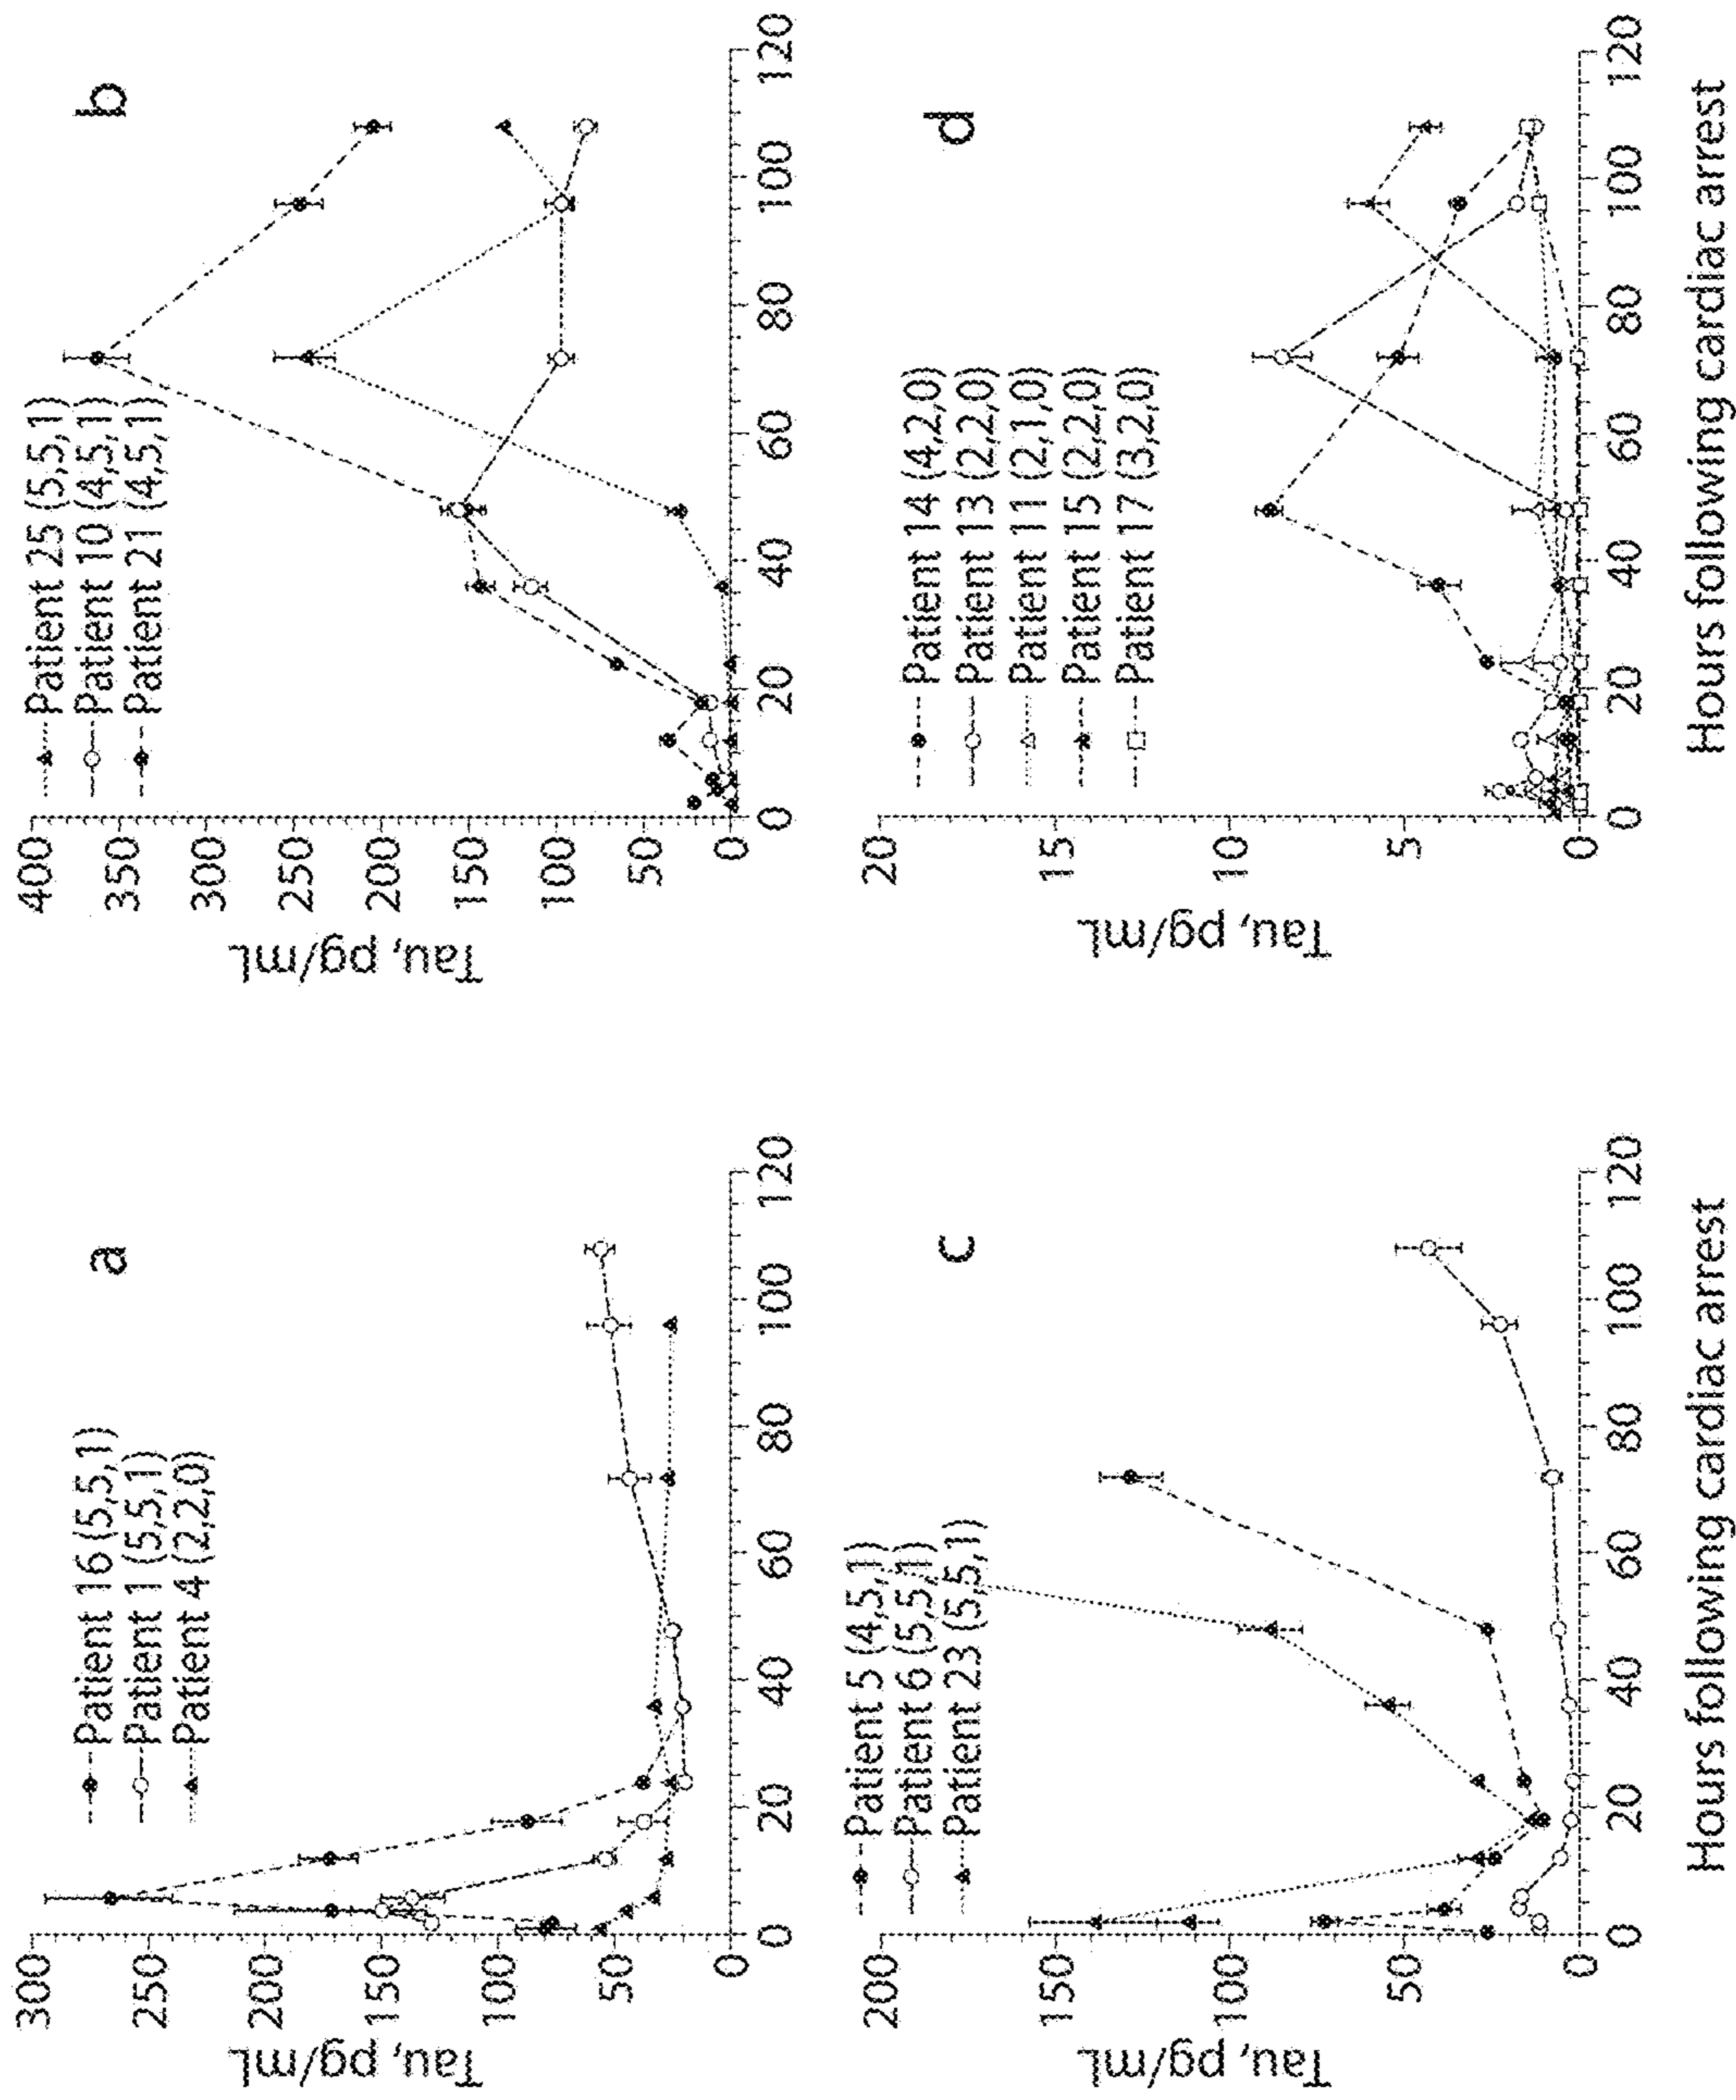 a
Patient 16 (5,5,1)
Patient 1 (5,5,1)
Patient 4 (2,2,0)
Tau, pg/mL
300
250
200
150
100
50
0
0 20 40 60 80 100 120
b
Patient 25 (5,5,1)
Patient 10 (4,5,1)
Patient 21 (4,5,1)
Tau, pg/mL
400
350
300
250
200
150
100
50
0
0 20 40 60 80 100 120
c
Patient 5 (4,5,1)
Patient 6 (5,5,1)
Patient 23 (5,5,1)
Tau, pg/mL
200
150
100
50
0
0 20 40 60 80 100 120
Hours following cardiac arrest
d
Patient 14 (4,2,0)
Patient 13 (2,2,0)
Patient 11 (2,1,0)
Patient 15 (2,2,0)
Patient 17 (3,2,0)
Tau, pg/mL
20
15
10
5
0
0 20 40 60 80 100 120
Hours following cardiac arrest